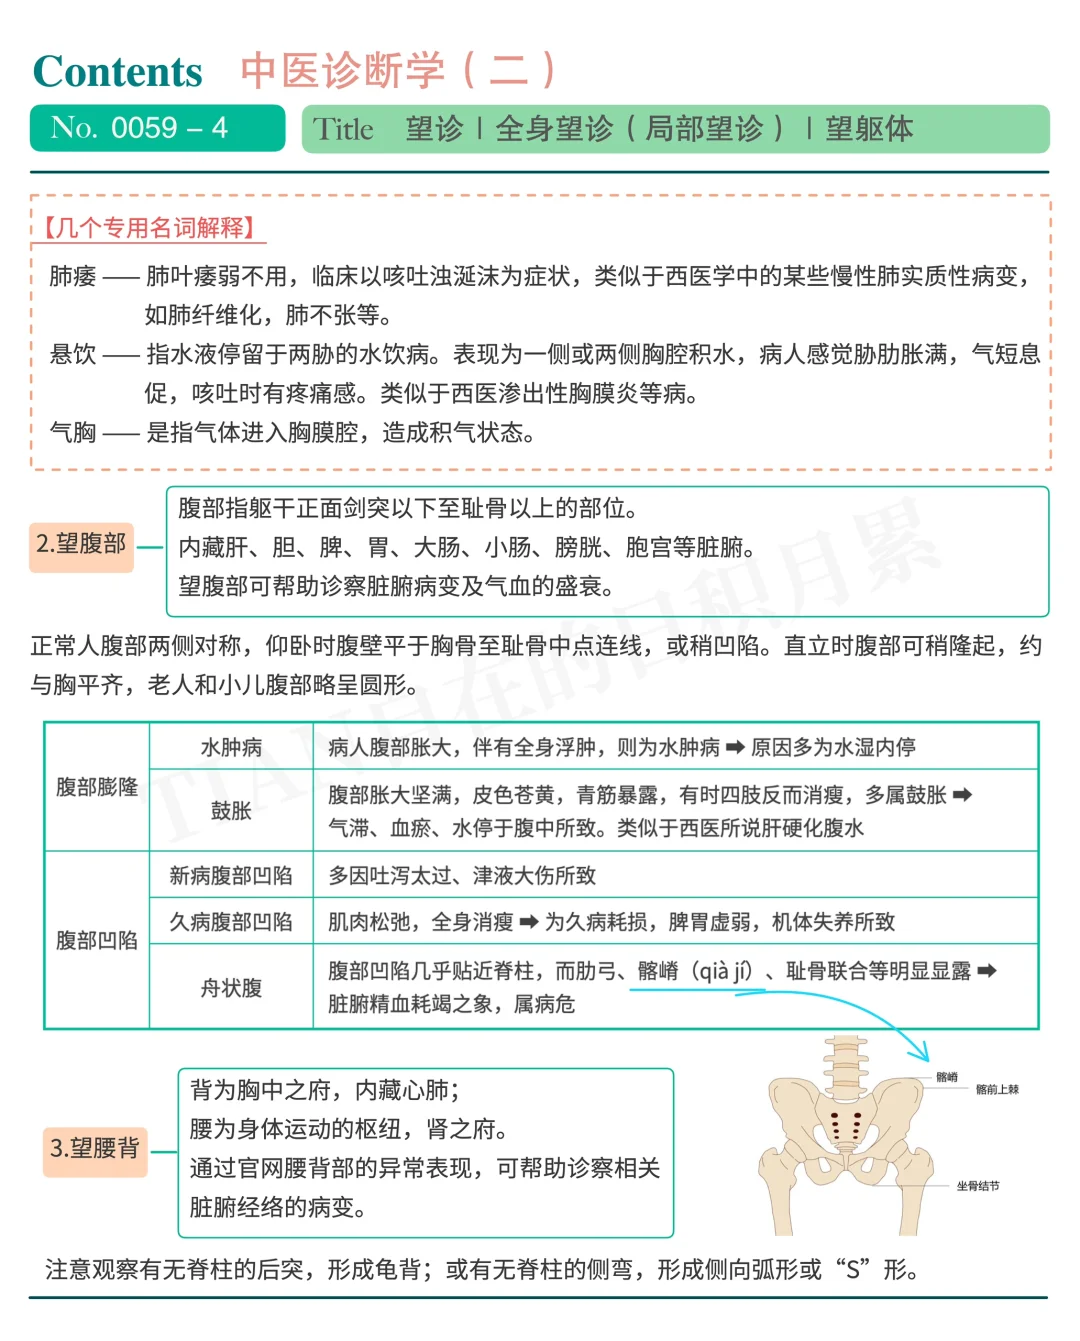 Contents 中医诊断学（二）
No. 0059 – 4
Title 望诊 | 全身望诊（局部望诊）| 望躯体
【几个专用名词解释】
肺痿 —— 肺叶痿弱不用，临床以咳吐浊涎沫为症状，类似于西医学中的某些慢性肺实质性病变，
如肺纤维化，肺不张等。
悬饮 —— 指水液停留于两胁的水饮病。表现为一侧或两侧胸腔积水，病人感觉胁肋胀满，气短息
促，咳吐时有疼痛感。类似于西医渗出性胸膜炎等病。
气胸 —— 是指气体进入胸膜腔，造成积气状态。
2.望腹部
腹部指躯干正面剑突以下至耻骨以上的部位。
内藏肝、胆、脾、胃、大肠、小肠、膀胱、胞宫等脏腑。
望腹部可帮助诊察脏腑病变及气血的盛衰。
正常人腹部两侧对称，仰卧时腹壁平于胸骨至耻骨中点连线，或稍凹陷。直立时腹部可稍隆起，约
与胸平齐，老人和小儿腹部略呈圆形。
腹部膨隆
水肿病
病人腹部胀大，伴有全身浮肿，则为水肿病 ➡ 原因多为水湿内停
鼓胀
腹部胀大坚满，皮色苍黄，青筋暴露，有时四肢反而消瘦，多属鼓胀 ➡
气滞、血瘀、水停于腹中所致。类似于西医所说肝硬化腹水
腹部凹陷
新病腹部凹陷
多因吐泻太过、津液大伤所致
久病腹部凹陷
肌肉松弛，全身消瘦 ➡ 为久病耗损，脾胃虚弱，机体失养所致
舟状腹
腹部凹陷几乎贴近脊柱，而肋弓、髂嵴（qià jí）、耻骨联合等明显显露 ➡
脏腑精血耗竭之象，属病危
髂嵴
髂前上棘
坐骨结节
3.望腰背
背为胸中之府，内藏心肺；
腰为身体运动的枢纽，肾之府。
通过官网腰背部的异常表现，可帮助诊察相关
脏腑经络的病变。
注意观察有无脊柱的后突，形成龟背；或有无脊柱的侧弯，形成侧向弧形或“S”形。
TIAN自在的日积月累